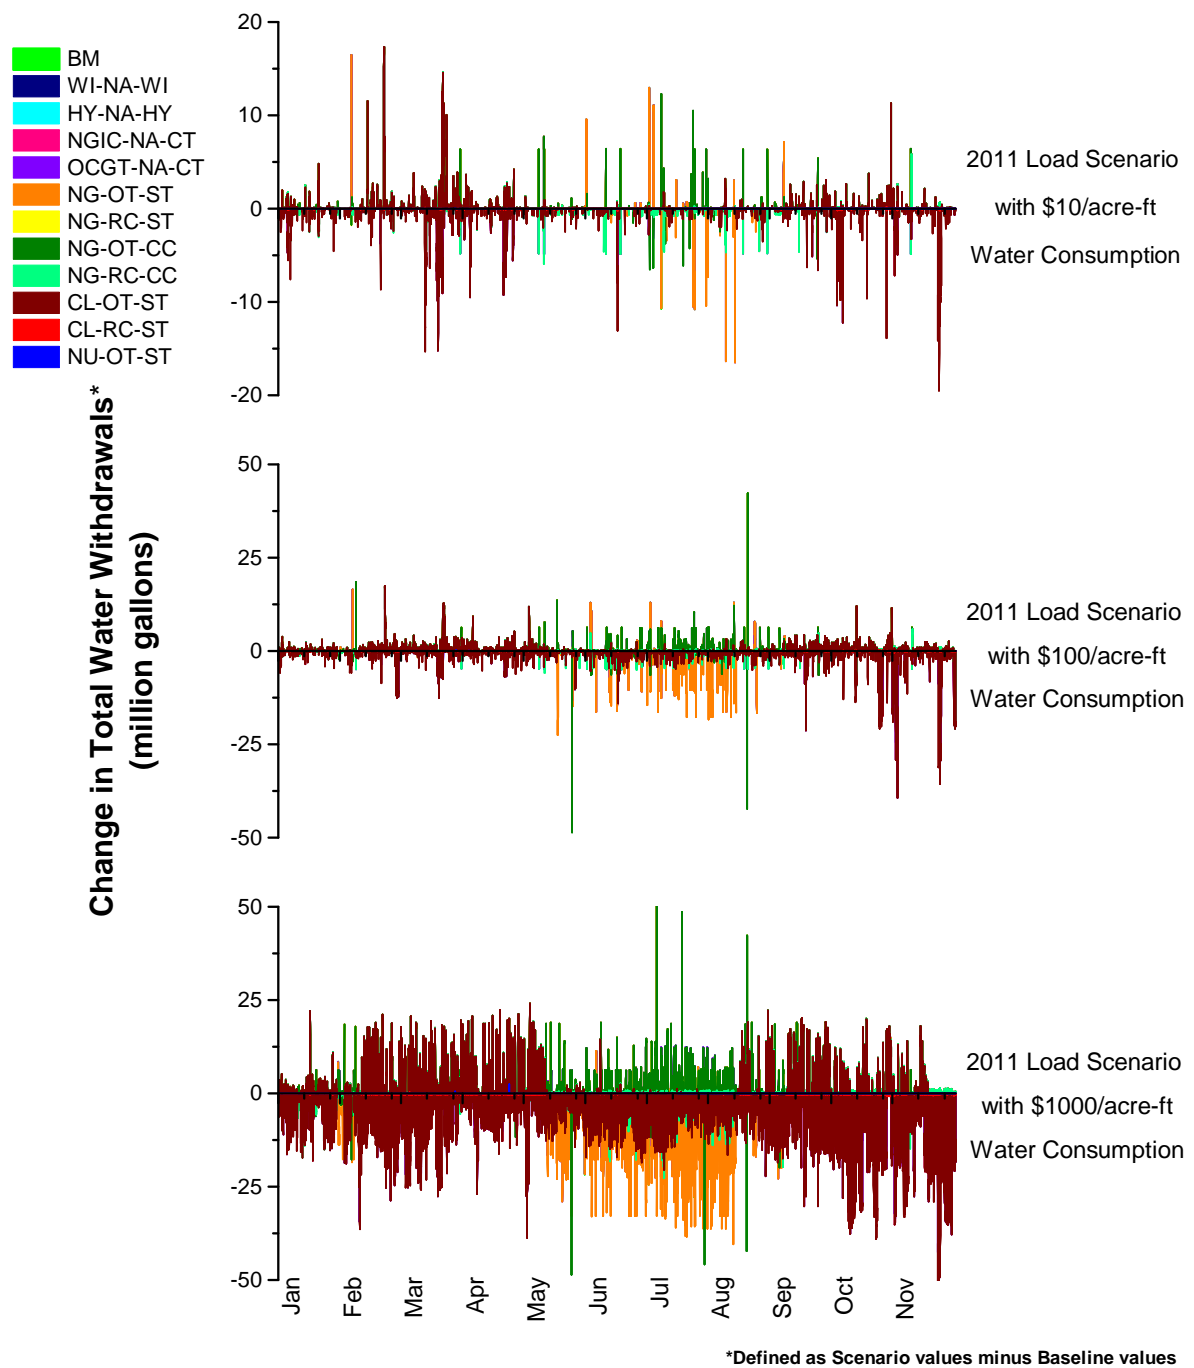 BM
WI-NA-WI
HY-NA-HY
NGIC-NA-CT
OCGT-NA-CT
NG-OT-ST
NG-RC-ST
NG-OT-CC
NG-RC-CC
CL-OT-ST
CL-RC-ST
NU-OT-ST
Change in Total Water Withdrawals*
(million gallons)
20
10
0
-10
-20
2011 Load Scenario
with $10/acre-ft
Water Consumption
50
25
0
-25
-50
2011 Load Scenario
with $100/acre-ft
Water Consumption
50
25
0
-25
-50
2011 Load Scenario
with $1000/acre-ft
Water Consumption
Jan
Feb
Mar
Apr
May
Jun
Jul
Aug
Sep
Oct
Nov
*Defined as Scenario values minus Baseline values